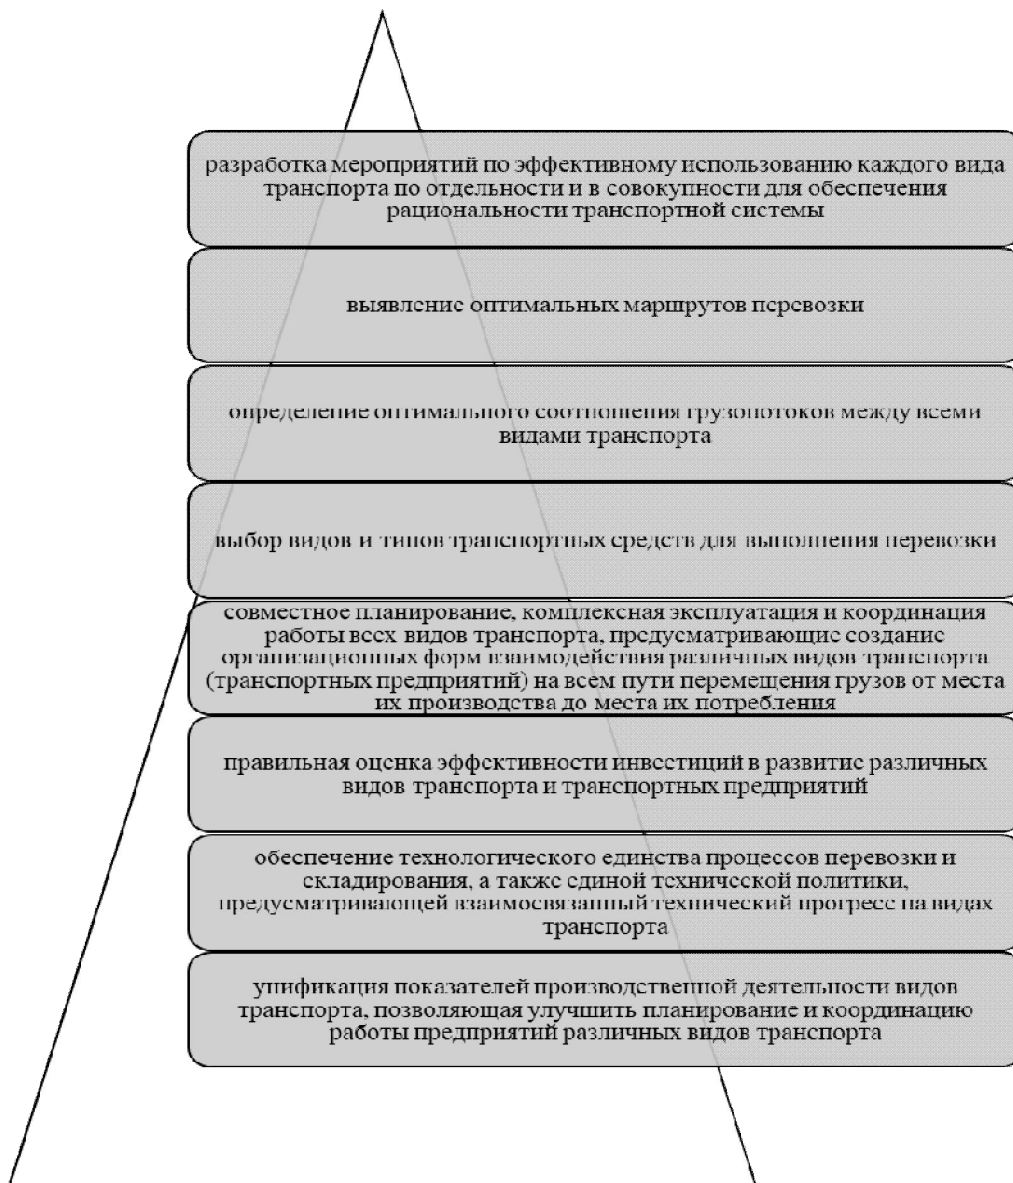 разработка мероприятий по эффективному использованию каждого вида
транспорта по отдельности и в совокупности для обеспечения
рациональности транспортной системы
выявление оптимальных маршрутов перевозки
определение оптимального соотношения грузопотоков между всеми
видами транспорта
выбор видов и типов транспортных средств для выполнения перевозки
совместное планирование, комплексная эксплуатация и координация
работы всех видов транспорта, предусматривающие создание
организационных форм взаимодействия различных видов транспорта
(транспортных предприятий) на всем пути перемещения грузов от места
их производства до места их потребления
правильная оценка эффективности инвестиций в развитие различных
видов транспорта и транспортных предприятий
обеспечение технологического единства процессов перевозки и
складирования, а также единой технической политики,
предусматривающей взаимосвязанный технический прогресс на видах
транспорта
унификация показателей производственной деятельности видов
транспорта, позволяющая улучшить планирование и координацию
работы предприятий различных видов транспорта